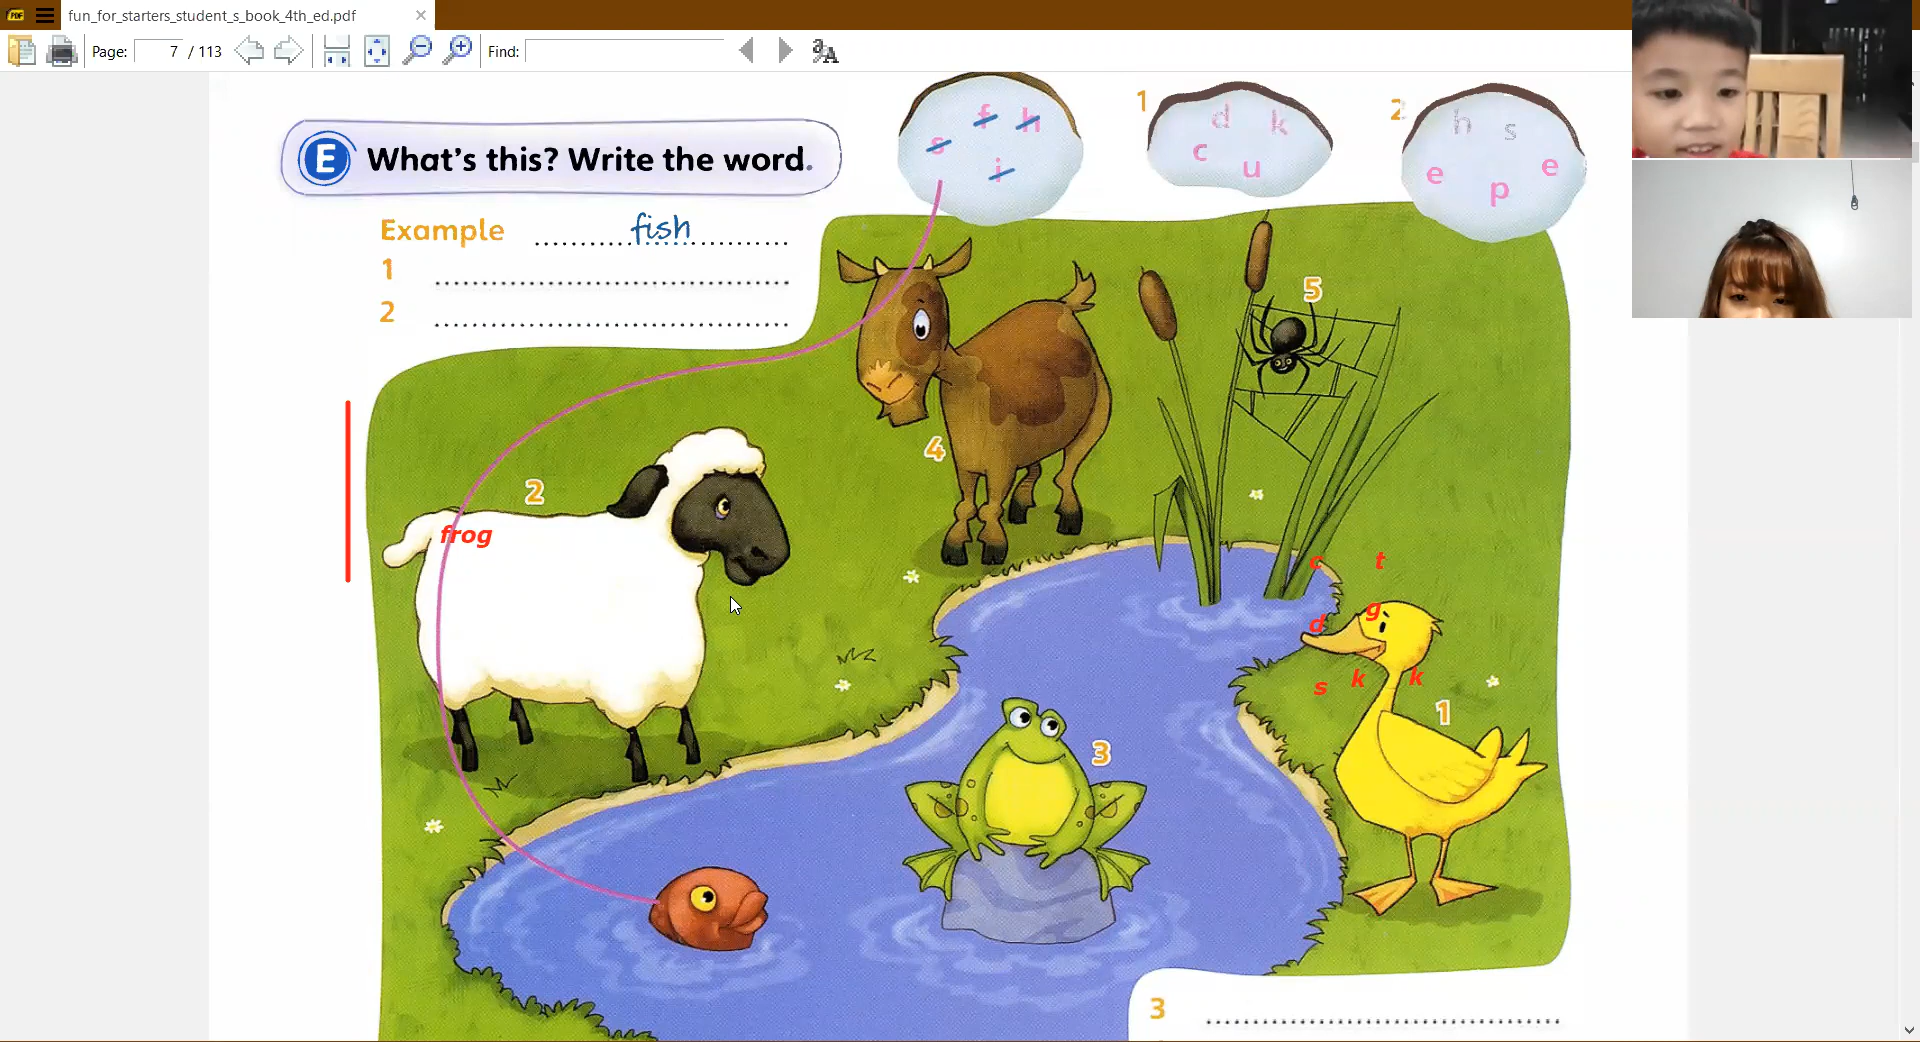 fun_for_starters_student_s_book_4th_ed.pdf
Page: 7 / 113 Find:
E What's this? Write the word.
f h
s
i
1 d k
c
u
2 h s
e e
p
Example fish
1
2
5
4
2
frog
c t
g
d
s k k
1
3
3